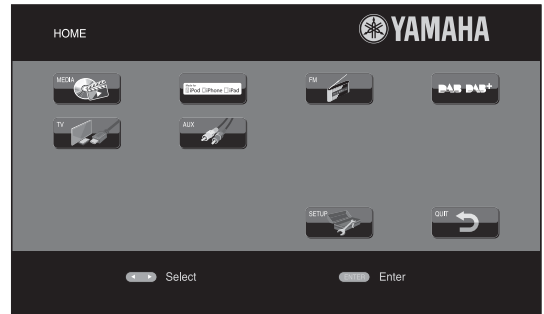 HOME
YAMAHA
MEDIA
Made for
iPod iPhone iPad
FM
DAB DAB+
TV
AUX
SETUP
QUIT
Select
ENTER Enter